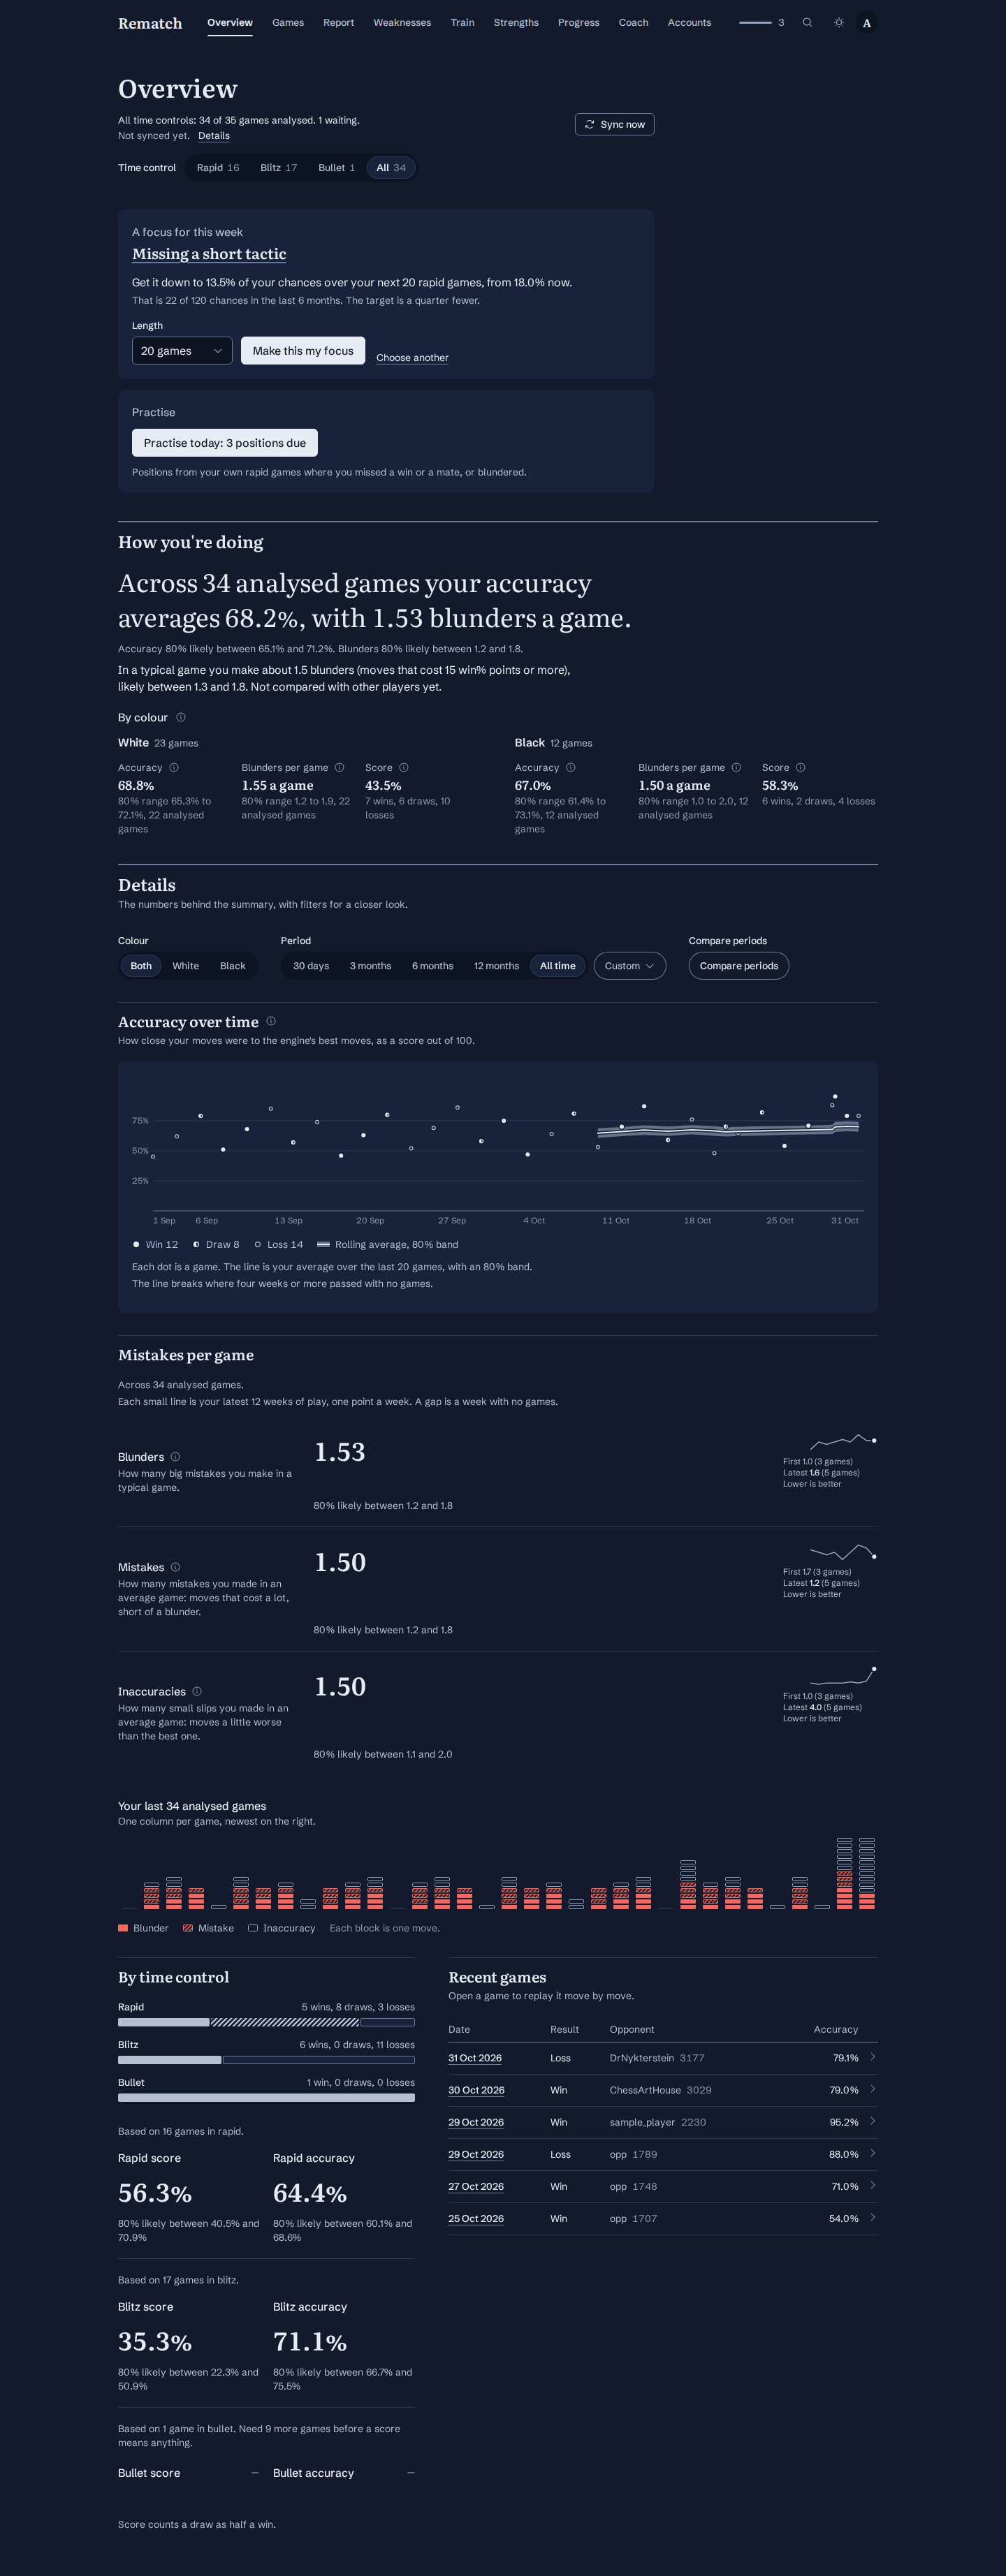 Rematch
Overview Games Report Weaknesses Train Strengths Progress Coach Accounts 3 A
Overview
All time controls: 34 of 35 games analysed. 1 waiting.
Not synced yet. Details
Sync now
Time control Rapid 16 Blitz 17 Bullet 1 All 34
A focus for this week
Missing a short tactic
Get it down to 13.5% of your chances over your next 20 rapid games, from 18.0% now.
That is 22 of 120 chances in the last 6 months. The target is a quarter fewer.
Length
20 games Make this my focus Choose another
Practise
Practise today: 3 positions due
Positions from your own rapid games where you missed a win or a mate, or blundered.
How you're doing
Across 34 analysed games your accuracy
averages 68.2%, with 1.53 blunders a game.
Accuracy 80% likely between 65.1% and 71.2%. Blunders 80% likely between 1.2 and 1.8.
In a typical game you make about 1.5 blunders (moves that cost 15 win% points or more),
likely between 1.3 and 1.8. Not compared with other players yet.
By colour
White 23 games
Accuracy Blunders per game Score
68.8% 1.55 a game 43.5%
80% range 65.3% to 80% range 1.2 to 1.9, 22 7 wins, 6 draws, 10
72.1%, 22 analysed analysed games losses
games
Black 12 games
Accuracy Blunders per game Score
67.0% 1.50 a game 58.3%
80% range 61.4% to 80% range 1.0 to 2.0, 12 6 wins, 2 draws, 4 losses
73.1%, 12 analysed analysed games
games
Details
The numbers behind the summary, with filters for a closer look.
Colour Period Compare periods
Both White Black 30 days 3 months 6 months 12 months All time Custom Compare periods
Accuracy over time
How close your moves were to the engine's best moves, as a score out of 100.
75%
50%
25%
1 Sep 6 Sep 13 Sep 20 Sep 27 Sep 4 Oct 11 Oct 18 Oct 25 Oct 31 Oct
Win 12 Draw 8 Loss 14 Rolling average, 80% band
Each dot is a game. The line is your average over the last 20 games, with an 80% band.
The line breaks where four weeks or more passed with no games.
Mistakes per game
Across 34 analysed games.
Each small line is your latest 12 weeks of play, one point a week. A gap is a week with no games.
Blunders
How many big mistakes you make in a
typical game.
1.53
80% likely between 1.2 and 1.8
First 1.0 (3 games)
Latest 1.6 (5 games)
Lower is better
Mistakes
How many mistakes you made in an
average game: moves that cost a lot,
short of a blunder.
1.50
80% likely between 1.2 and 1.8
First 1.7 (3 games)
Latest 1.2 (5 games)
Lower is better
Inaccuracies
How many small slips you made in an
average game: moves a little worse
than the best one.
1.50
80% likely between 1.1 and 2.0
First 1.0 (3 games)
Latest 4.0 (5 games)
Lower is better
Your last 34 analysed games
One column per game, newest on the right.
Blunder Mistake Inaccuracy Each block is one move.
By time control
Rapid 5 wins, 8 draws, 3 losses
Blitz 6 wins, 0 draws, 11 losses
Bullet 1 win, 0 draws, 0 losses
Based on 16 games in rapid.
Rapid score Rapid accuracy
56.3% 64.4%
80% likely between 40.5% and 80% likely between 60.1% and
70.9% 68.6%
Based on 17 games in blitz.
Blitz score Blitz accuracy
35.3% 71.1%
80% likely between 22.3% and 80% likely between 66.7% and
50.9% 75.5%
Based on 1 game in bullet. Need 9 more games before a score
means anything.
Bullet score – Bullet accuracy –
Score counts a draw as half a win.
Recent games
Open a game to replay it move by move.
Date Result Opponent Accuracy
31 Oct 2026 Loss DrNykterstein 3177 79.1%
30 Oct 2026 Win ChessArtHouse 3029 79.0%
29 Oct 2026 Win sample_player 2230 95.2%
29 Oct 2026 Loss opp 1789 88.0%
27 Oct 2026 Win opp 1748 71.0%
25 Oct 2026 Win opp 1707 54.0%